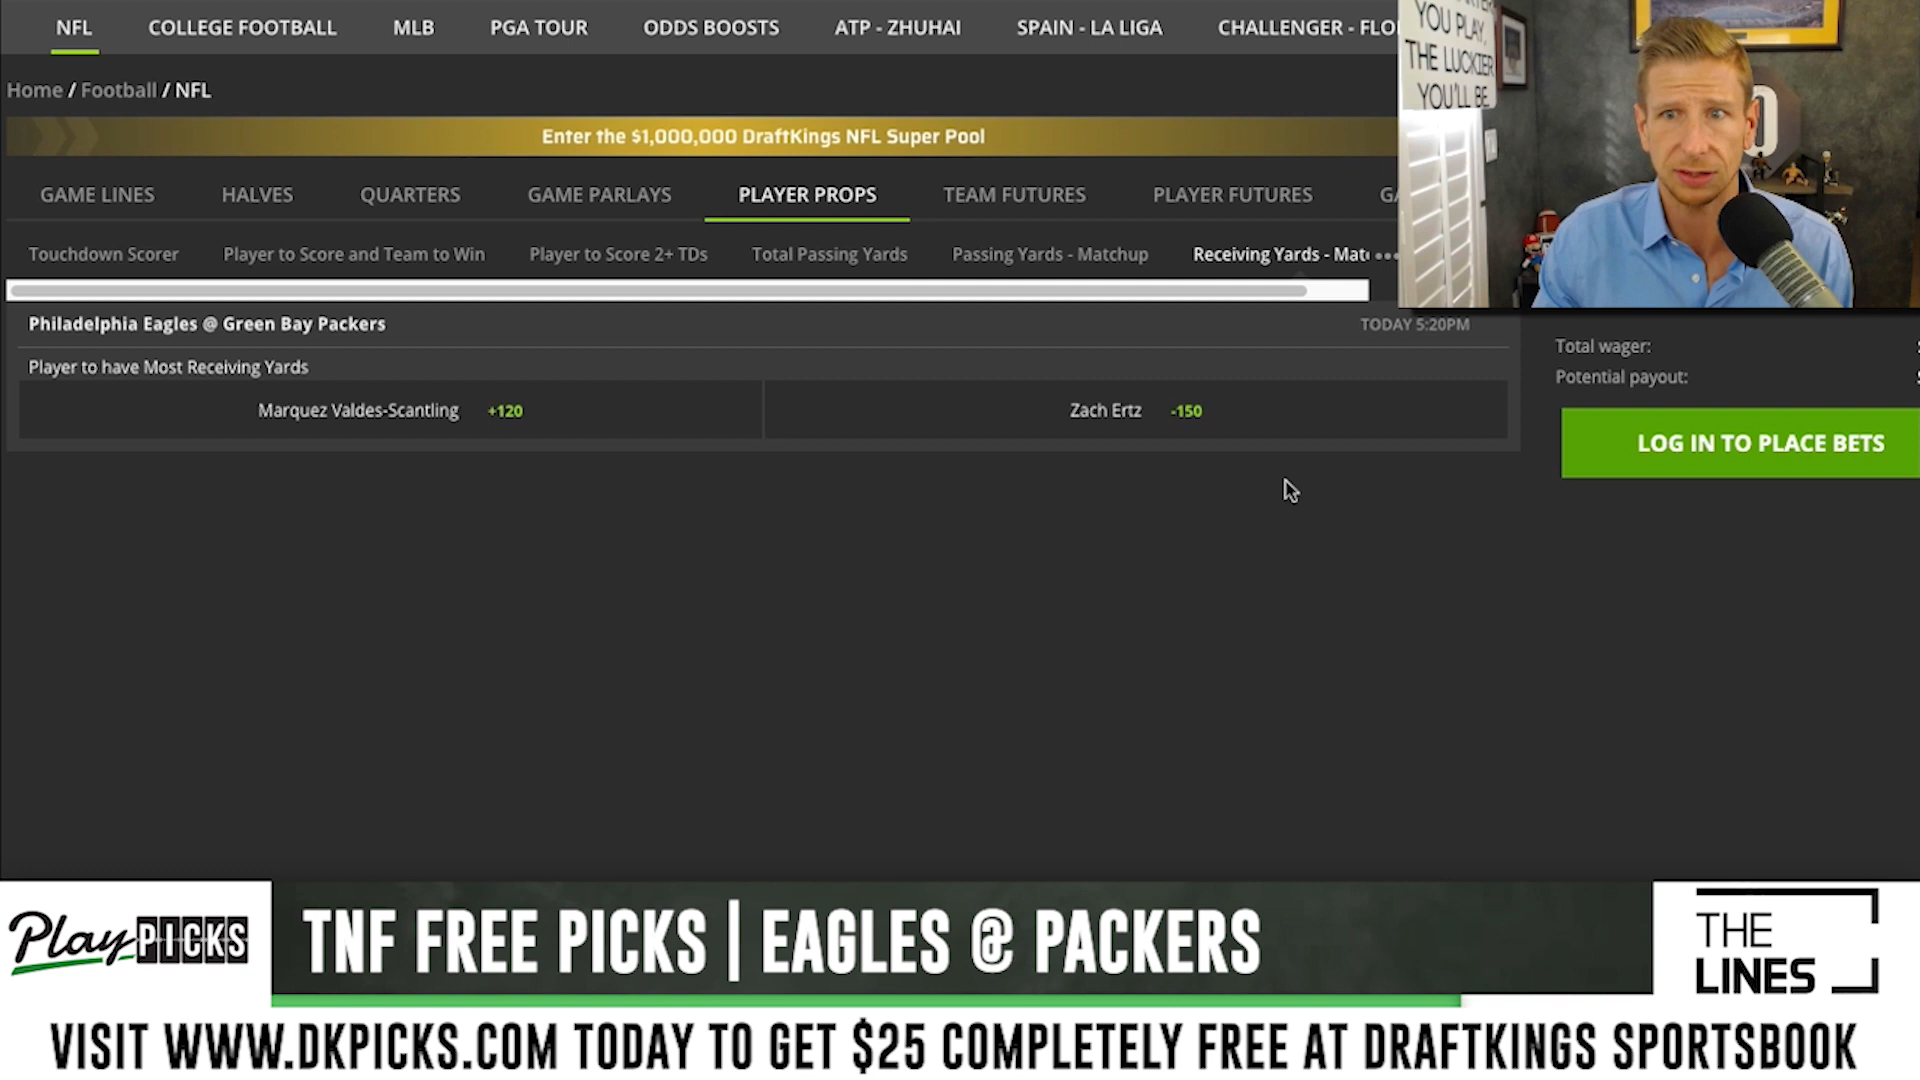 NFL COLLEGE FOOTBALL MLB PGA TOUR ODDS BOOSTS ATP - ZHUHAI SPAIN - LA LIGA CHALLENGER - FLO
YOU PLAY,
THE LUCKIER
YOU'LL BE
Home / Football / NFL
Enter the $1,000,000 DraftKings NFL Super Pool
GAME LINES HALVES QUARTERS GAME PARLAYS PLAYER PROPS TEAM FUTURES PLAYER FUTURES
Touchdown Scorer Player to Score and Team to Win Player to Score 2+ TDs Total Passing Yards Passing Yards - Matchup Receiving Yards - Mat
Philadelphia Eagles @ Green Bay Packers TODAY 5:20PM
Player to have Most Receiving Yards
Marquez Valdes-Scantling +120 Zach Ertz -150
Total wager:
Potential payout:
LOG IN TO PLACE BETS
PlayPICKS
TNF FREE PICKS | EAGLES @ PACKERS
THE
LINES
VISIT WWW.DKPICKS.COM TODAY TO GET $25 COMPLETELY FREE AT DRAFTKINGS SPORTSBOOK